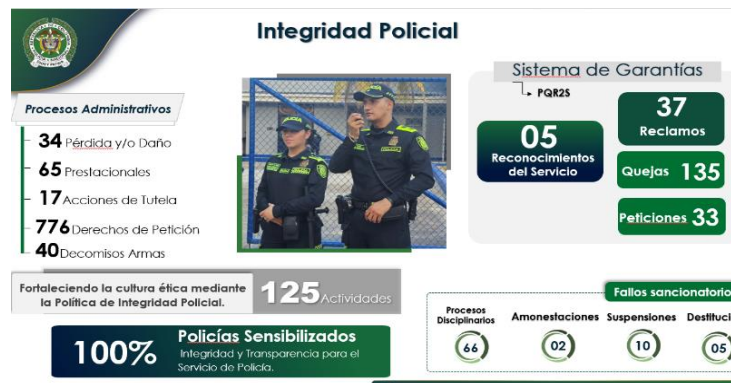 Integridad Policial
Procesos Administrativos
34 Pérdida y/o Daño
65 Prestacionales
17 Acciones de Tutela
776 Derechos de Petición
40 Decomisos Armas
Sistema de Garantías
PQR2S
05
Reconocimientos
del Servicio
37
Reclamos
Quejas 135
Peticiones 33
Fortaleciendo la cultura ética mediante
la Política de Integridad Policial.
125 Actividades
100%
Policías Sensibilizados
Integridad y Transparencia para el
Servicio de Policía.
Fallos sancionatorio
Procesos
Disciplinarios
Amonestaciones
Suspensiones
Destituci
66
02
10
05